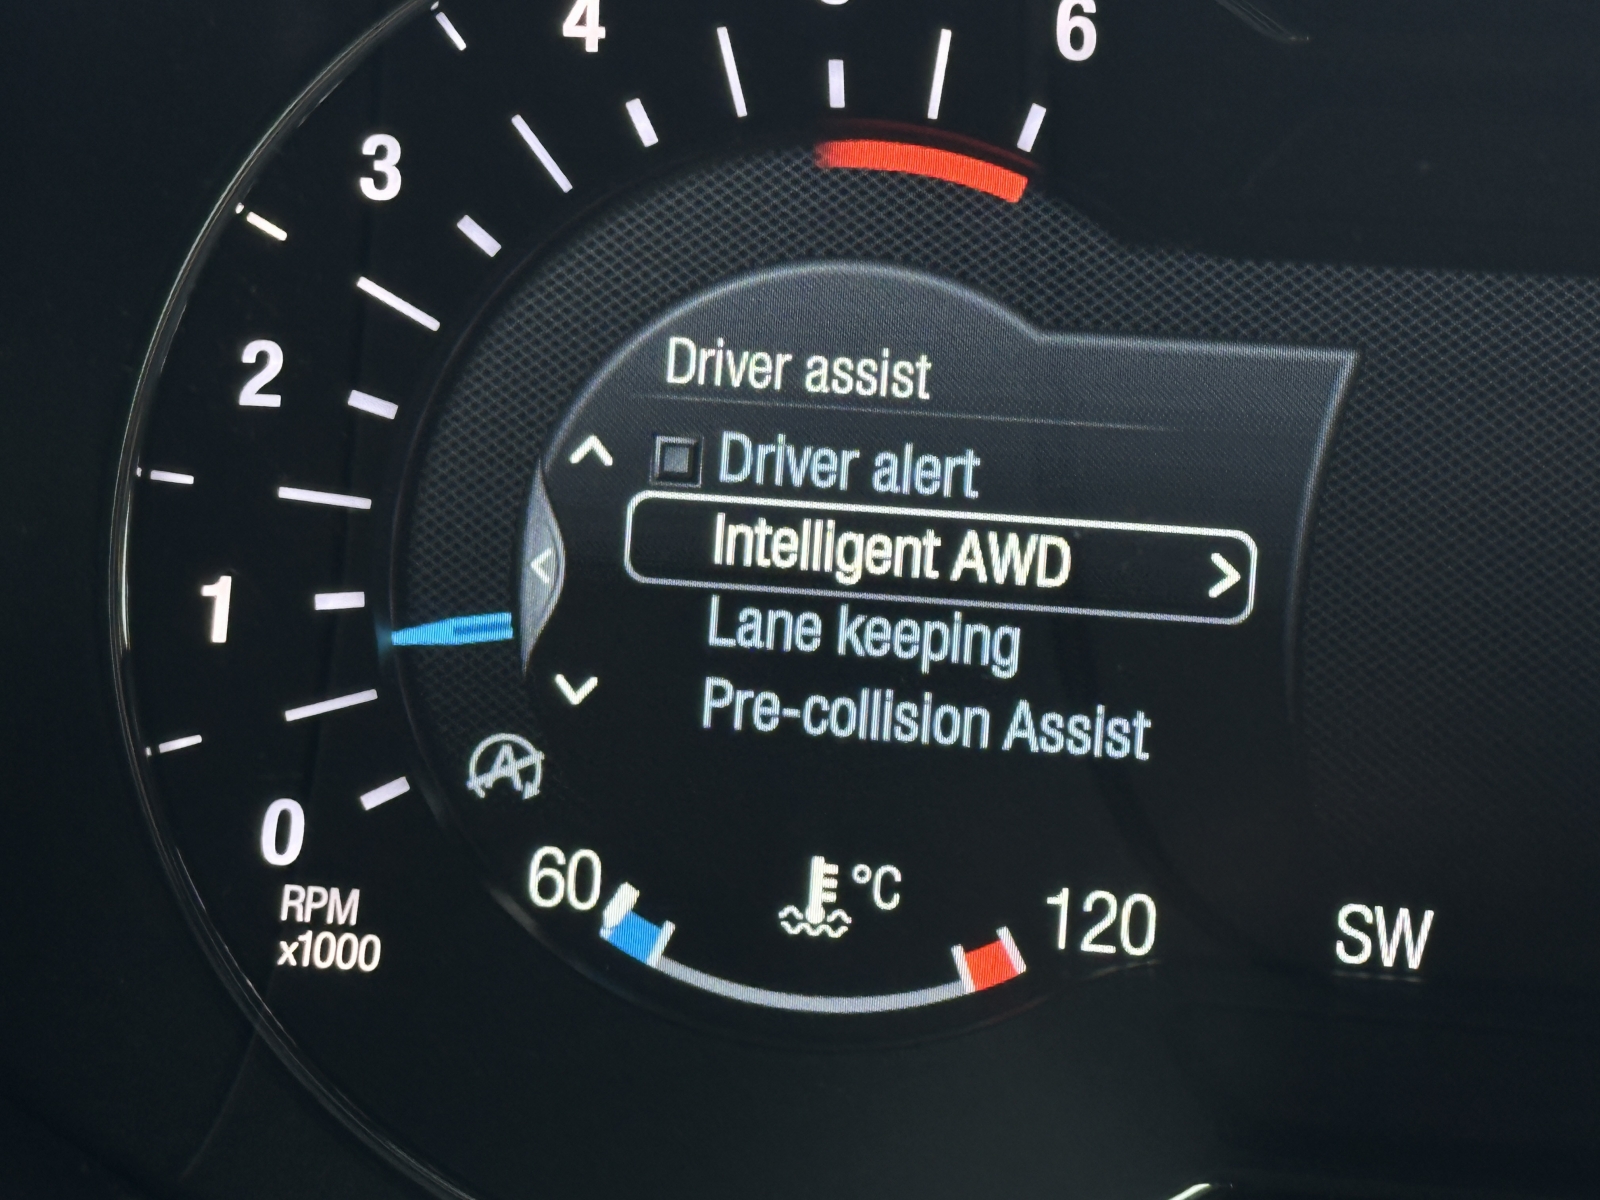 4
6
3
2
1
0
RPM
x1000
Driver assist
Driver alert
Intelligent AWD
Lane keeping
Pre-collision Assist
A
60
°C
120
SW